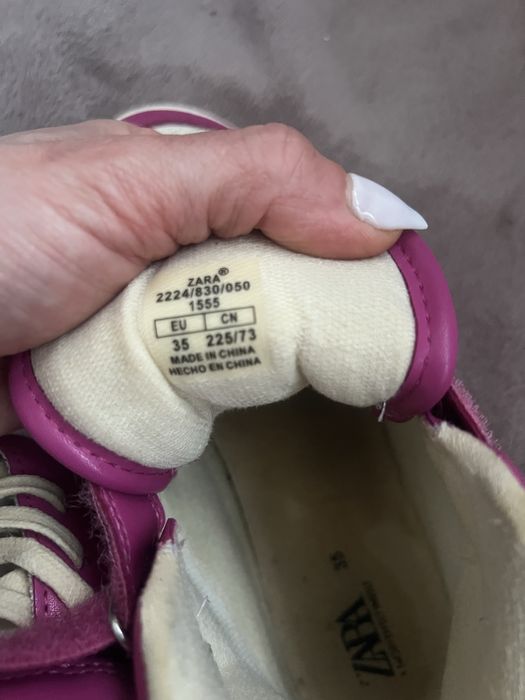 ZARA®
2224/830/050
1555
EU CN
35 225/73
MADE IN CHINA
HECHO EN CHINA
35
ZARA